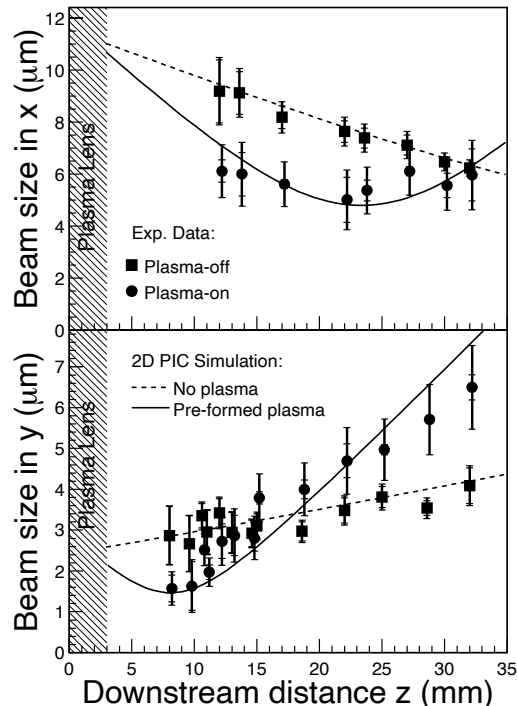 12
10
8
6
4
2
0
Beam size in x (μm)
Plasma Lens
Exp. Data:
Plasma-off
Plasma-on
7
6
5
4
3
2
1
0
Beam size in y (μm)
Plasma Lens
2D PIC Simulation:
No plasma
Pre-formed plasma
0 5 10 15 20 25 30 35
Downstream distance z (mm)